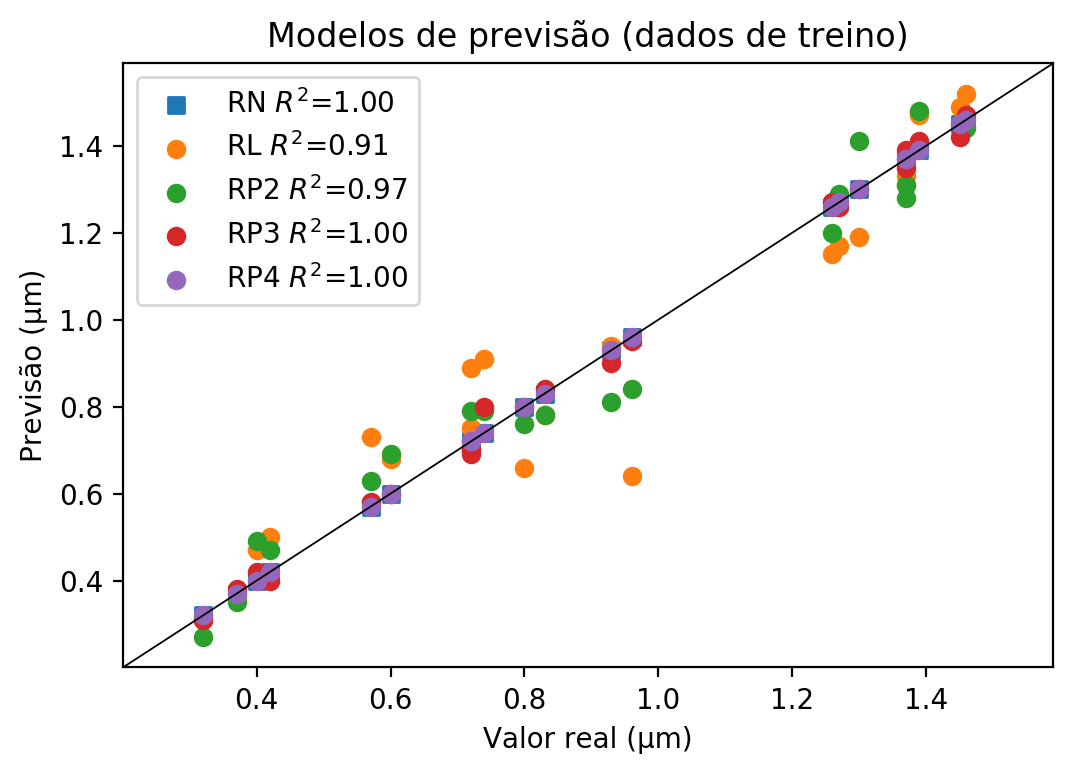 Modelos de previsão (dados de treino)
RN R²=1.00
RL R²=0.91
RP2 R²=0.97
RP3 R²=1.00
RP4 R²=1.00
Previsão (μm)
1.4
1.2
1.0
0.8
0.6
0.4
0.4 0.6 0.8 1.0 1.2 1.4
Valor real (μm)